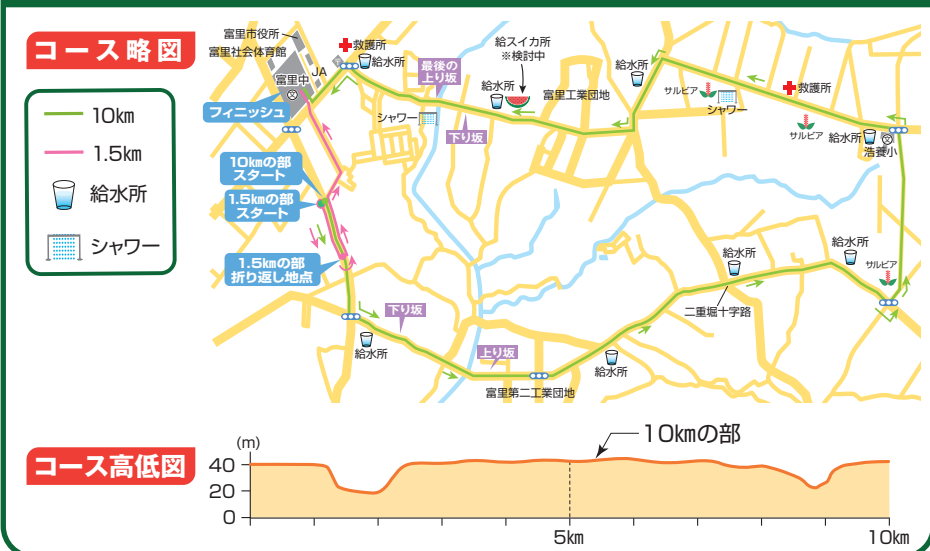 コース略図
10km
1.5km
給水所
シャワー
富里市役所
富里社会体育館
富里中
JA
救護所
給水所
フィニッシュ
10kmの部
スタート
1.5kmの部
スタート
1.5kmの部
折り返し地点
シャワー
最後の
上り坂
下り坂
給スイカ所
※検討中
給水所
富里工業団地
給水所
サルビア
シャワー
救護所
サルビア
給水所
浩養小
給水所
サルビア
給水所
二重堀十字路
給水所
下り坂
給水所
上り坂
富里第二工業団地
コース高低図
(m)
40
20
0
10kmの部
5km
10km